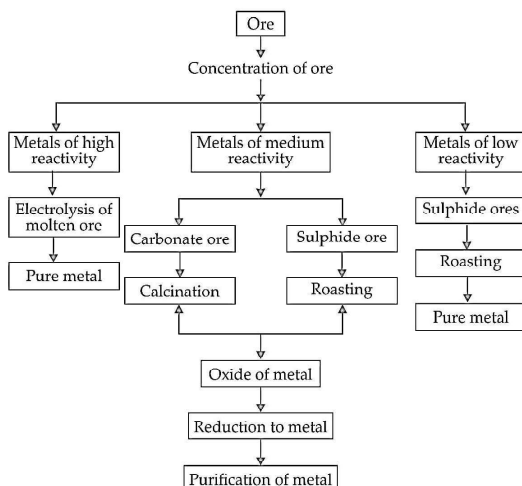 Ore
Concentration of ore
Metals of high
reactivity
Metals of medium
reactivity
Metals of low
reactivity
Electrolysis of
molten orc
Pure metal
Carbonate ore
Calcination
Sulphide ore
Roasting
Sulphide ores
Roasting
Pure metal
Oxide of metal
Reduction to metal
Purification of metal